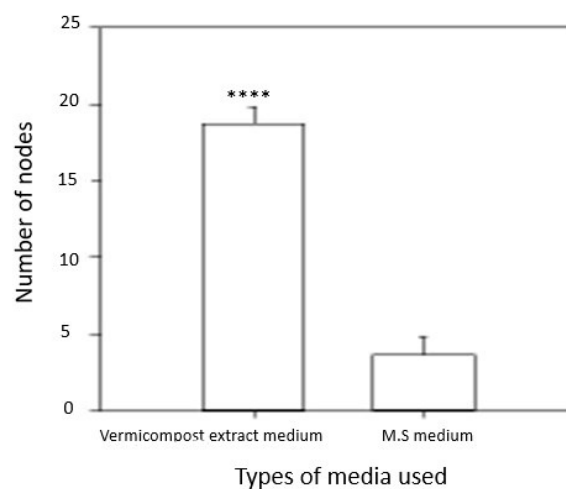 25
20
15
10
5
0
Number of nodes
****
Vermicompost extract medium
M.S medium
Types of media used